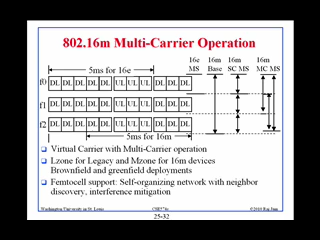 802.16m Multi-Carrier Operation
5ms for 16e
16e 16m 16m 16m
MS Base SC MS MC MS
f0 DL DL DL DL DL UL UL UL DL DL DL
f1 DL DL DL DL DL UL UL UL DL DL DL
f2 DL DL DL DL DL UL UL UL DL DL DL
5ms for 16m
Virtual Carrier with Multi-Carrier operation
Lzone for Legacy and Mzone for 16m devices
Brownfield and greenfield deployments
Femtocell support: Self-organizing network with neighbor
discovery, interference mitigation
Washington University in St. Louis CSE574s ©2010 Raj Jain
25-32